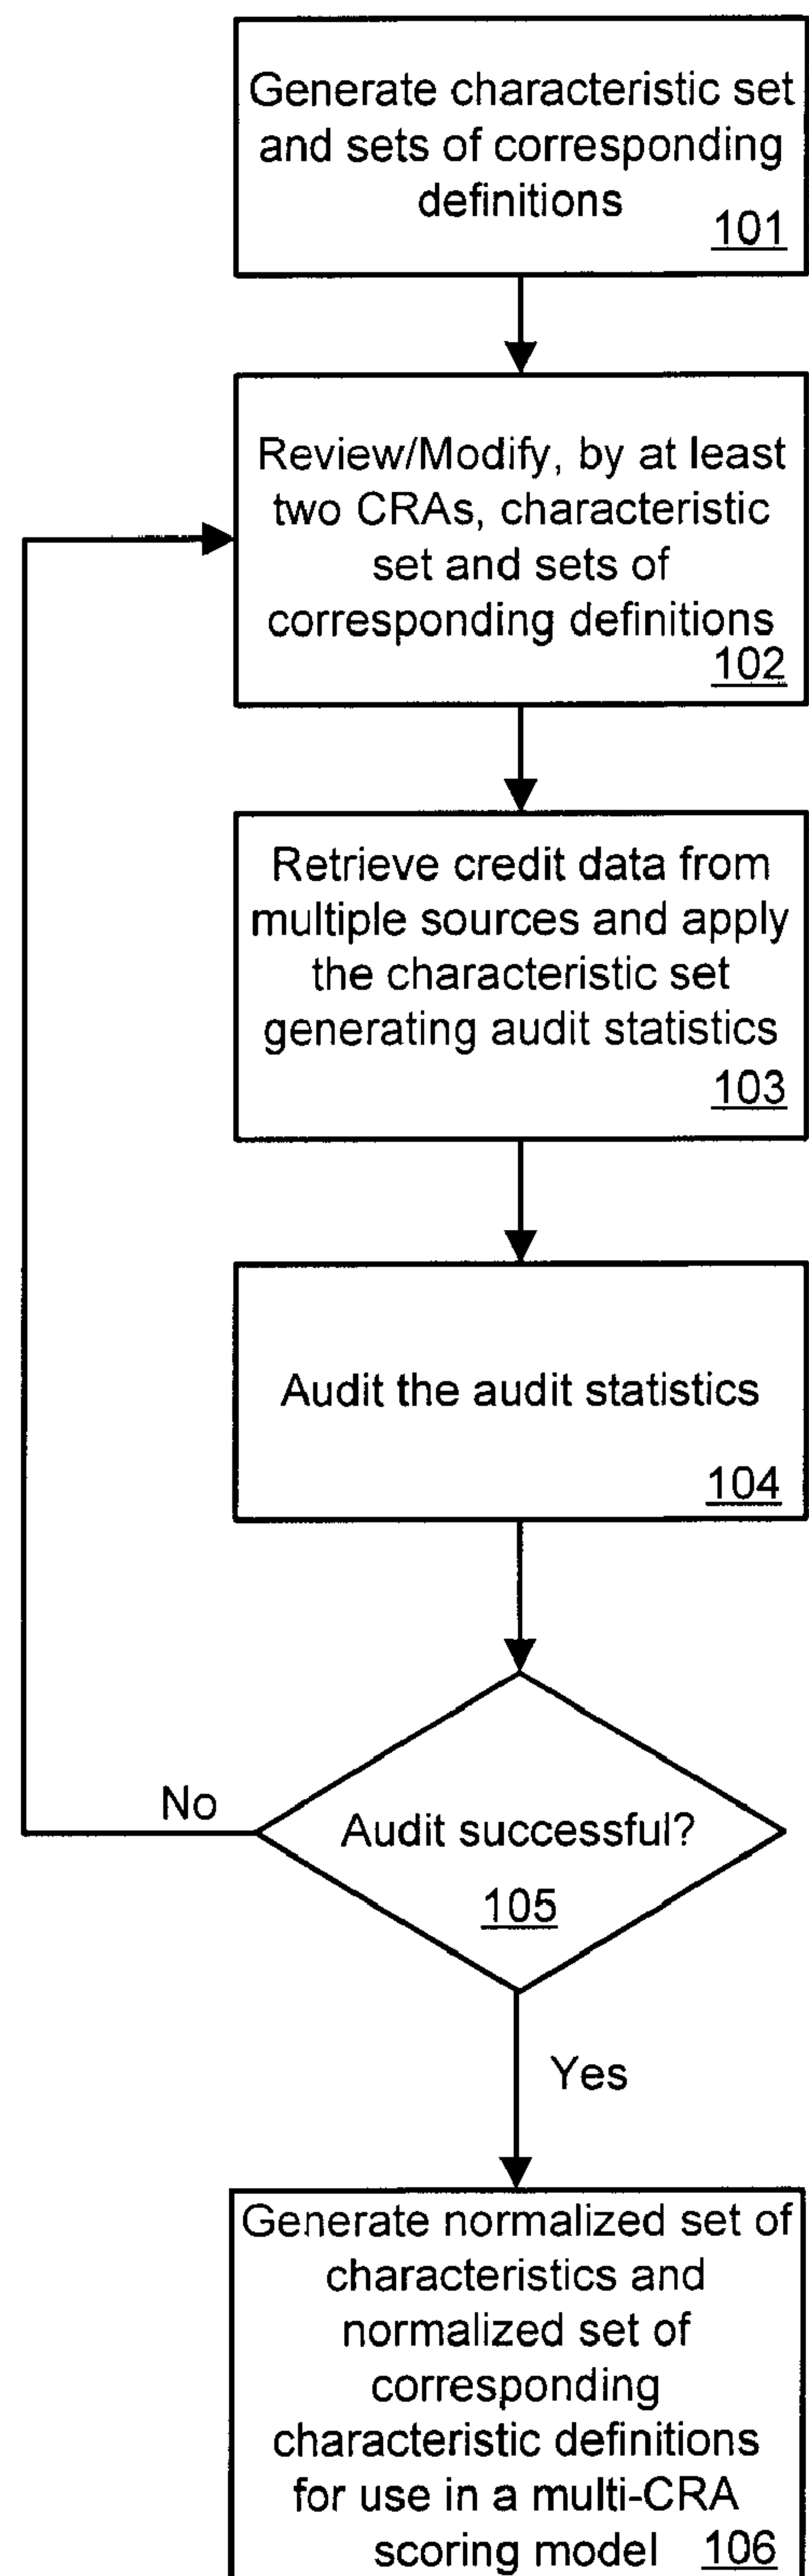 Generate characteristic set
and sets of corresponding
definitions
101
Review/Modify, by at least
two CRAs, characteristic
set and sets of
corresponding definitions
102
Retrieve credit data from
multiple sources and apply
the characteristic set
generating audit statistics
103
Audit the audit statistics
104
No
Audit successful?
105
Yes
Generate normalized set of
characteristics and
normalized set of
corresponding
characteristic definitions
for use in a multi-CRA
scoring model 106